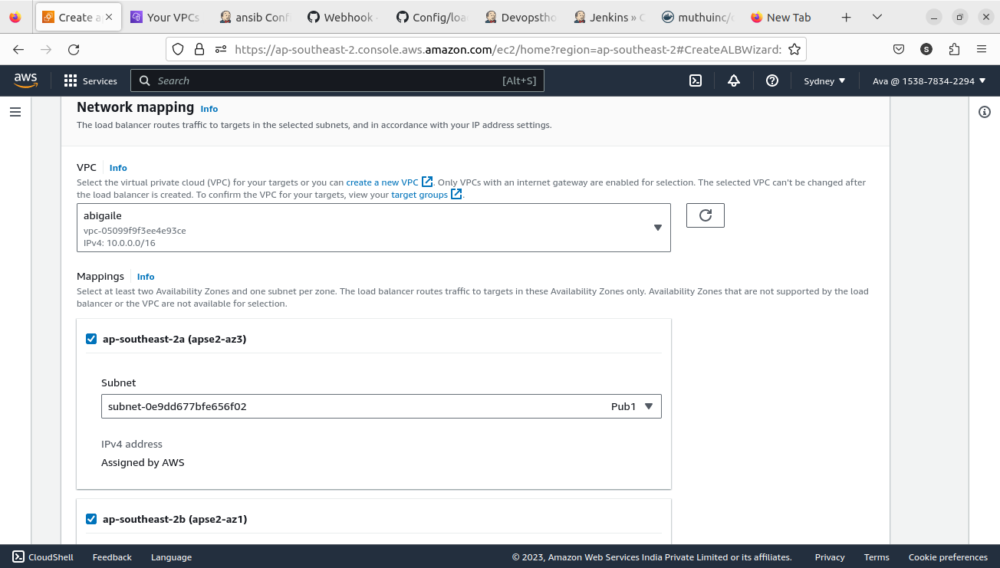 Create a
Your VPCs
ansib Conf
Webhook
Config/loa
Devopstho
Jenkins » C
muthuinc/
New Tab
https://ap-southeast-2.console.aws.amazon.com/ec2/home?region=ap-southeast-2#CreateALBWizard:
S
aws
Services
Search
[Alt+S]
Sydney
Ava @ 1538-7834-2294
Network mapping Info
The load balancer routes traffic to targets in the selected subnets, and in accordance with your IP address settings.
VPC Info
Select the virtual private cloud (VPC) for your targets or you can create a new VPC. Only VPCs with an internet gateway are enabled for selection. The selected VPC can't be changed after
the load balancer is created. To confirm the VPC for your targets, view your target groups.
abigaile
vpc-05099f9f3ee4e93ce
IPv4: 10.0.0.0/16
Mappings Info
Select at least two Availability Zones and one subnet per zone. The load balancer routes traffic to targets in these Availability Zones only. Availability Zones that are not supported by the load
balancer or the VPC are not available for selection.
ap-southeast-2a (apse2-az3)
Subnet
subnet-0e9dd677bfe656f02 Pub1
IPv4 address
Assigned by AWS
ap-southeast-2b (apse2-az1)
CloudShell Feedback Language © 2023, Amazon Web Services India Private Limited or its affiliates. Privacy Terms Cookie preferences